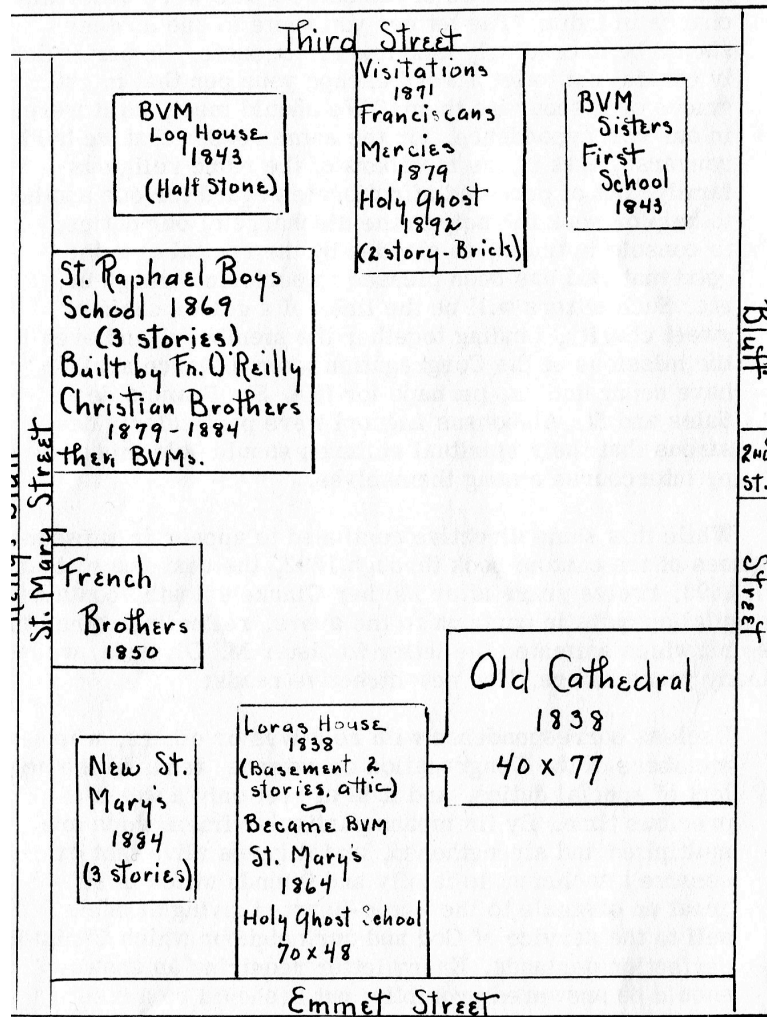 Third Street
BVM
Log House
1843
(Half Stone)
Visitations
1871
Franciscans
Mercies
1879
Holy Ghost
1892
(2 story-Brick)
BVM
Sisters
First
School
1843
St. Raphael Boys
School 1869
(3 stories)
Built by Fr. O'Reilly
Christian Brothers
1877 - 1884
then BVMs.
St. Mary Street
Bluff
2nd
St.
Street
French
Brothers
1850
Old Cathedral
1838
40 x 77
Loras House
1838
(Basement 2
stories, attic)
Became BVM
St. Mary's
1864
Holy Ghost School
70 x 48
New St.
Marys
1884
(3 stories)
Emmet Street